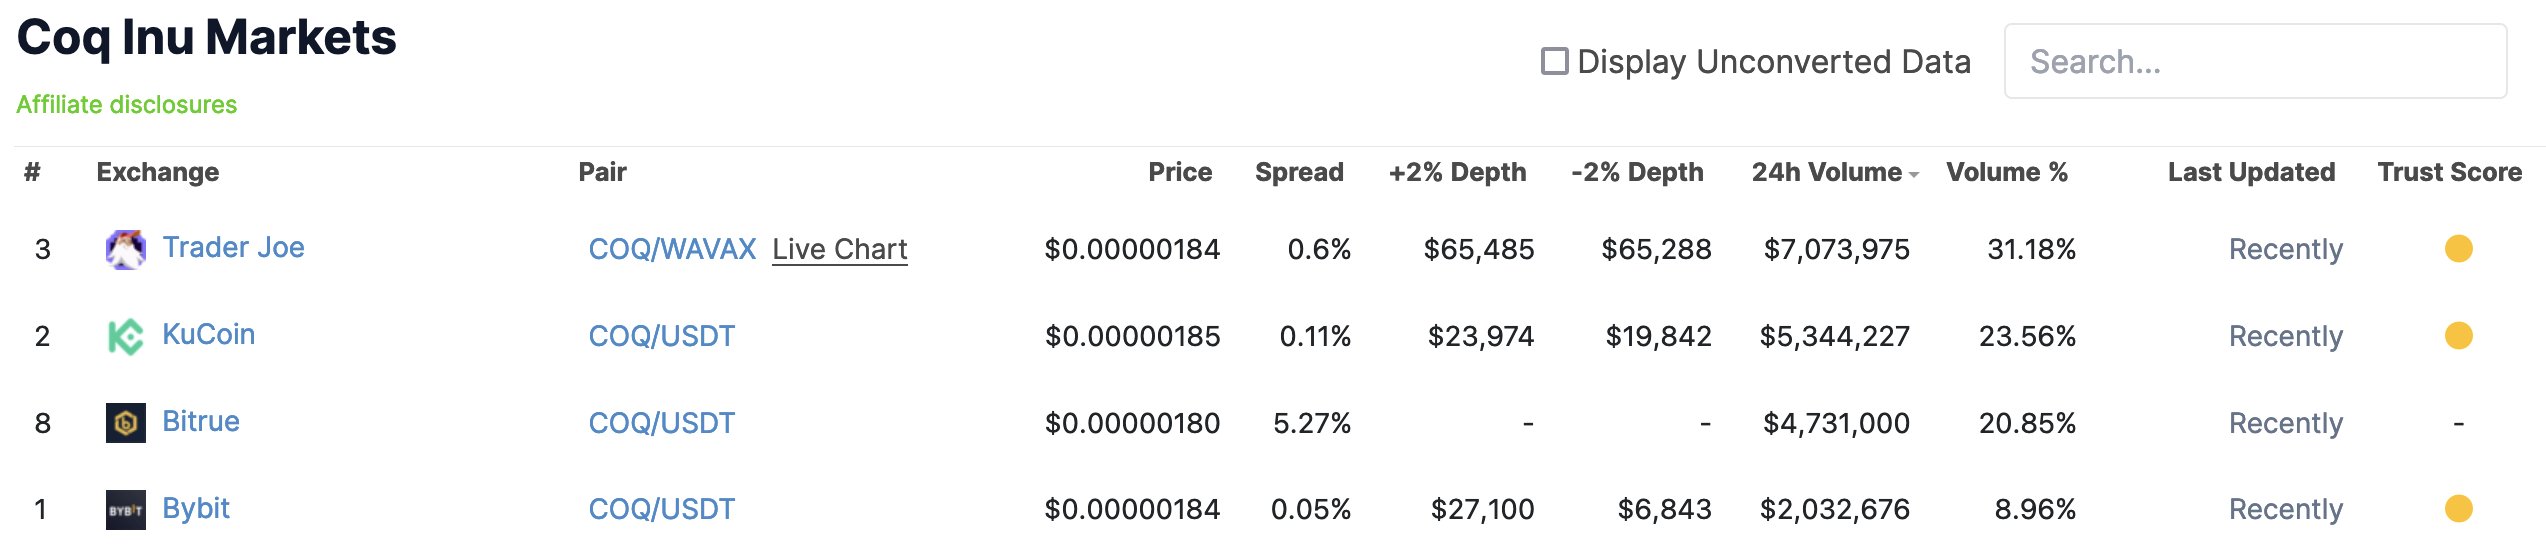 Coq Inu Markets
Affiliate disclosures
Display Unconverted Data
Search...
# Exchange Pair Price Spread +2% Depth -2% Depth 24h Volume Volume % Last Updated Trust Score
3 Trader Joe COQ/WAVAX Live Chart $0.00000184 0.6% $65,485 $65,288 $7,073,975 31.18% Recently
2 KuCoin COQ/USDT $0.00000185 0.11% $23,974 $19,842 $5,344,227 23.56% Recently
8 Bitrue COQ/USDT $0.00000180 5.27% - - $4,731,000 20.85% Recently -
1 BYBIT Bybit COQ/USDT $0.00000184 0.05% $27,100 $6,843 $2,032,676 8.96% Recently